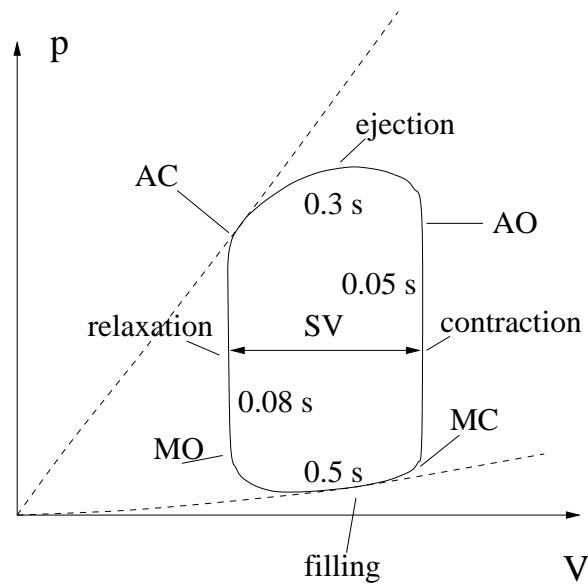 p
ejection
AC
0.3 s
AO
0.05 s
relaxation
SV
contraction
0.08 s
MC
MO
0.5 s
filling
V